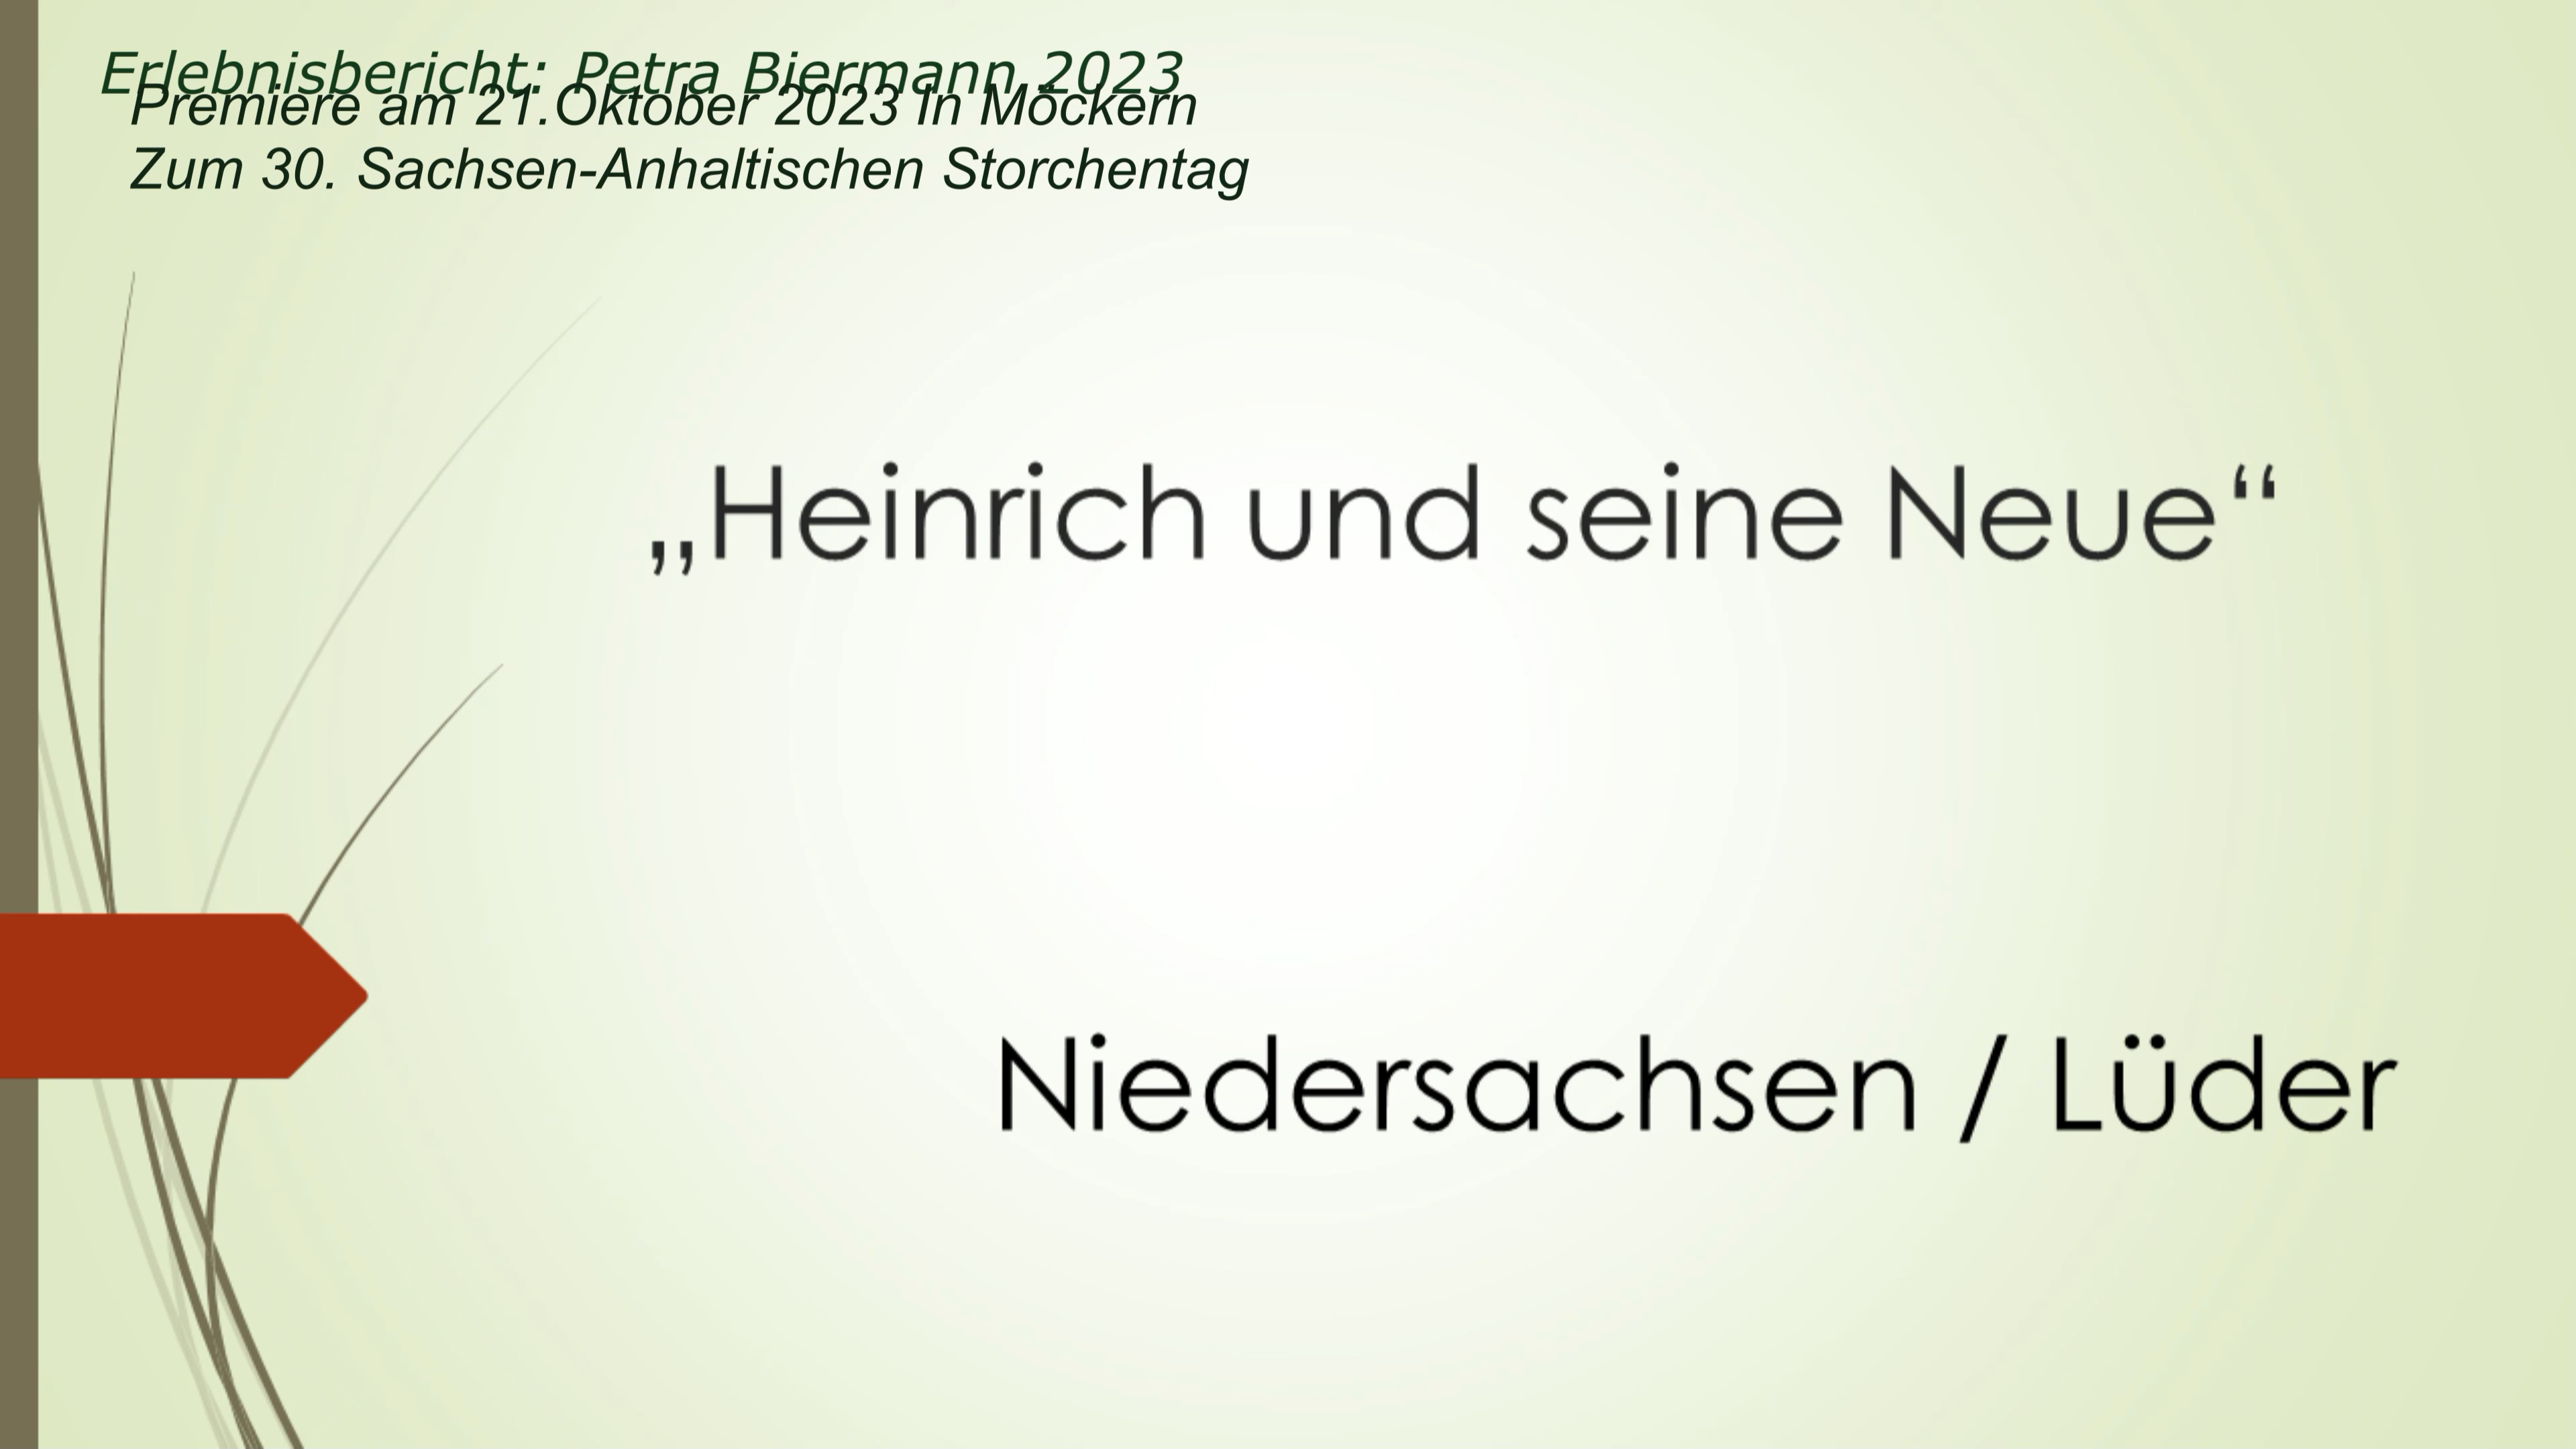 Erlebnisbericht: Petra Biermann 2023
Premiere am 21.Oktober 2023 In Möckern
Zum 30. Sachsen-Anhaltischen Storchentag
„Heinrich und seine Neue“
Niedersachsen / Lüder